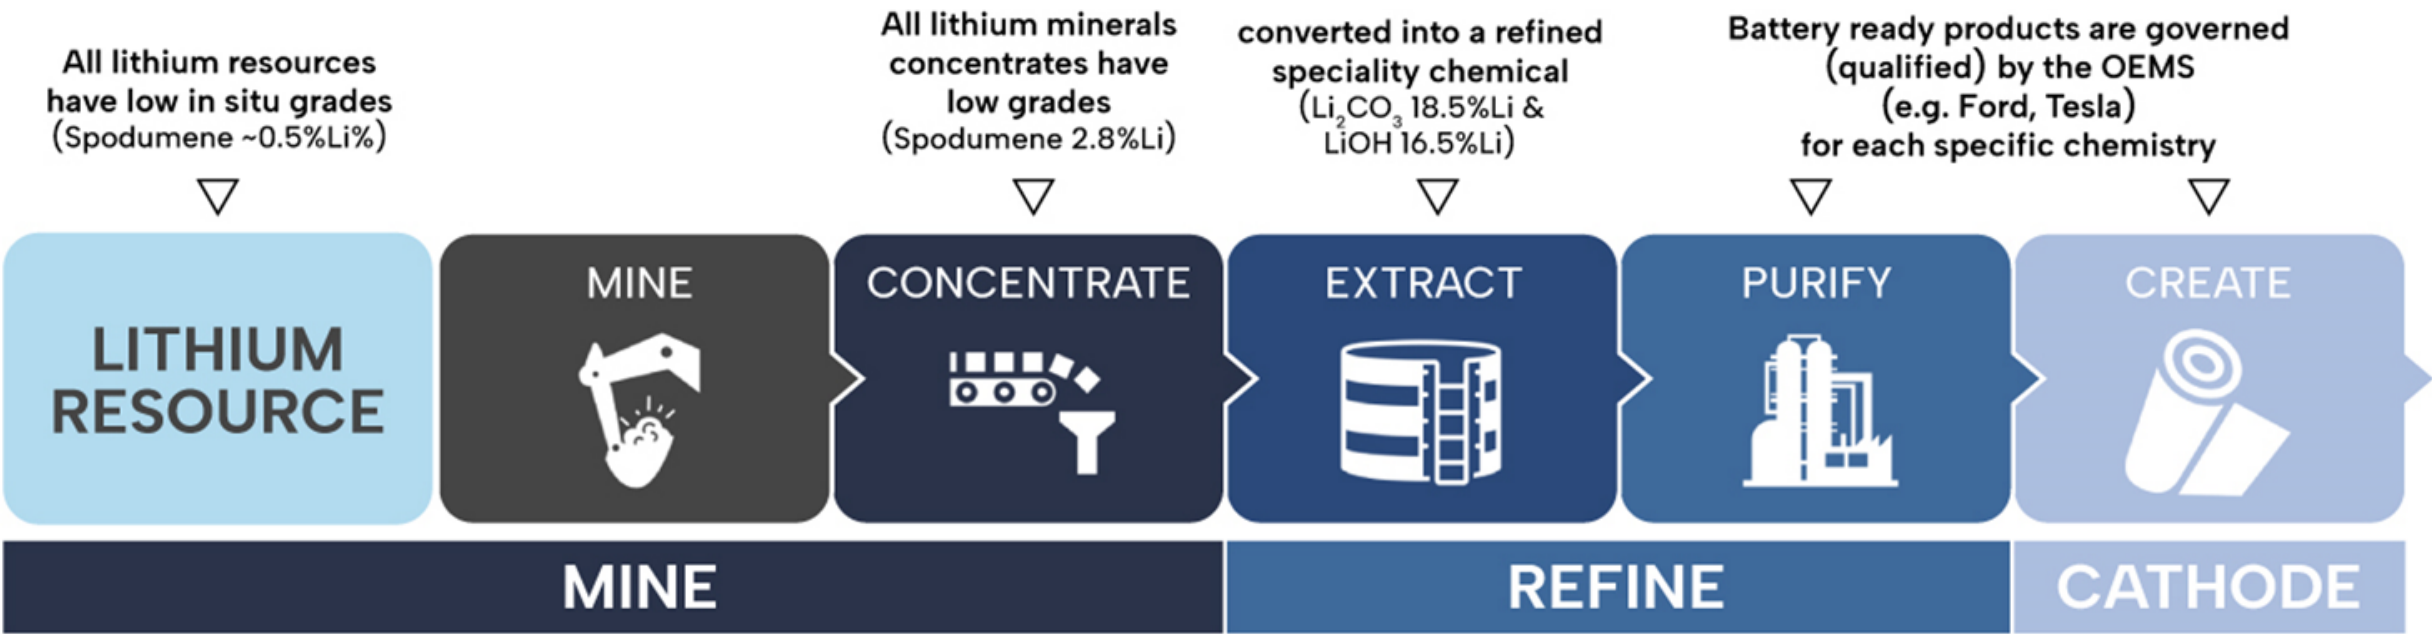 All lithium resources
have low in situ grades
(Spodumene ~0.5%Li%)
All lithium minerals
concentrates have
low grades
(Spodumene 2.8%Li)
converted into a refined
speciality chemical
(Li₂CO₃ 18.5%Li &
LiOH 16.5%Li)
Battery ready products are governed
(qualified) by the OEMS
(e.g. Ford, Tesla)
for each specific chemistry
LITHIUM
RESOURCE
MINE
CONCENTRATE
EXTRACT
PURIFY
CREATE
MINE
REFINE
CATHODE